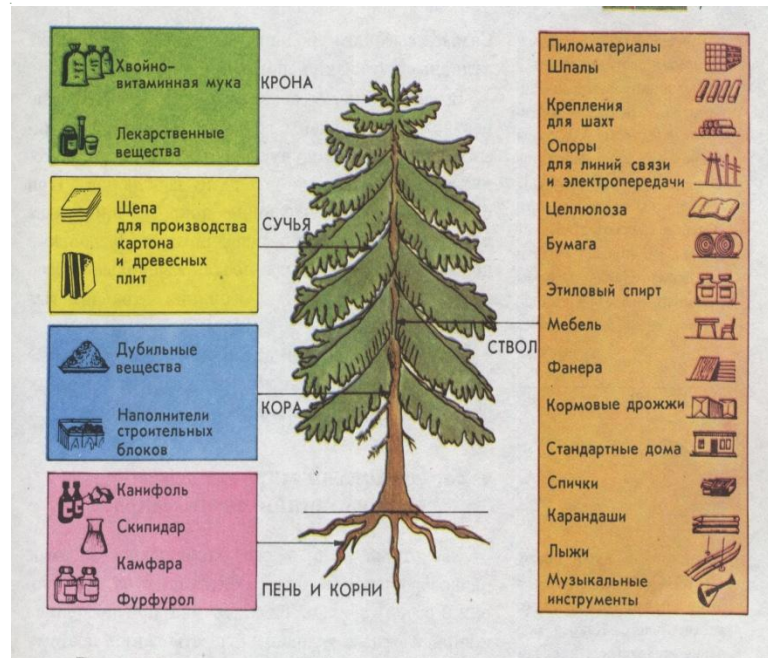 Хвойно-
витаминная мука
Лекарственные
вещества
КРОНА
Щепа
для производства
картона
и древесных
плит
СУЧЬЯ
Дубильные
вещества
Наполнители
строительных
блоков
КОРА
Канифоль
Скипидар
Камфара
Фурфурол
ПЕНЬ И КОРНИ
СТВОЛ
Пиломатериалы
Шпалы
Крепления
для шахт
Опоры
для линий связи
и электропередачи
Целлюлоза
Бумага
Этиловый спирт
Мебель
Фанера
Кормовые дрожжи
Стандартные дома
Спички
Карандаши
Лыжи
Музыкальные
инструменты